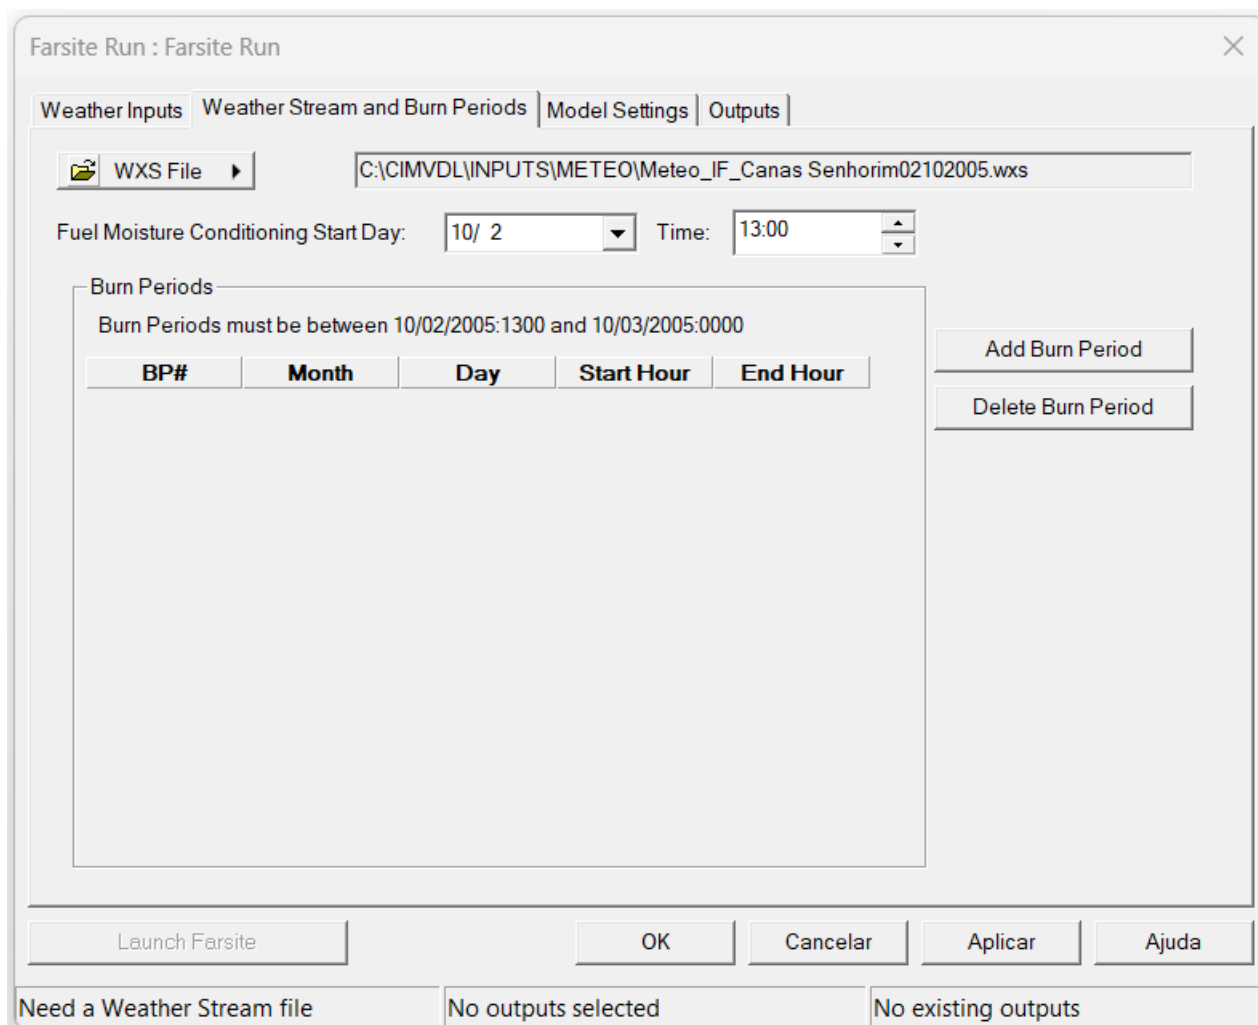 Farsite Run : Farsite Run
Weather Inputs Weather Stream and Burn Periods Model Settings Outputs
WXS File C:\CIMVDL\INPUTS\METEO\Meteo_IF_Canas Senhorim02102005.wxs
Fuel Moisture Conditioning Start Day: 10/ 2 Time: 13:00
Burn Periods
Burn Periods must be between 10/02/2005:1300 and 10/03/2005:0000
Add Burn Period
BP# Month Day Start Hour End Hour
Delete Burn Period
Launch Farsite OK Cancelar Aplicar Ajuda
Need a Weather Stream file No outputs selected No existing outputs